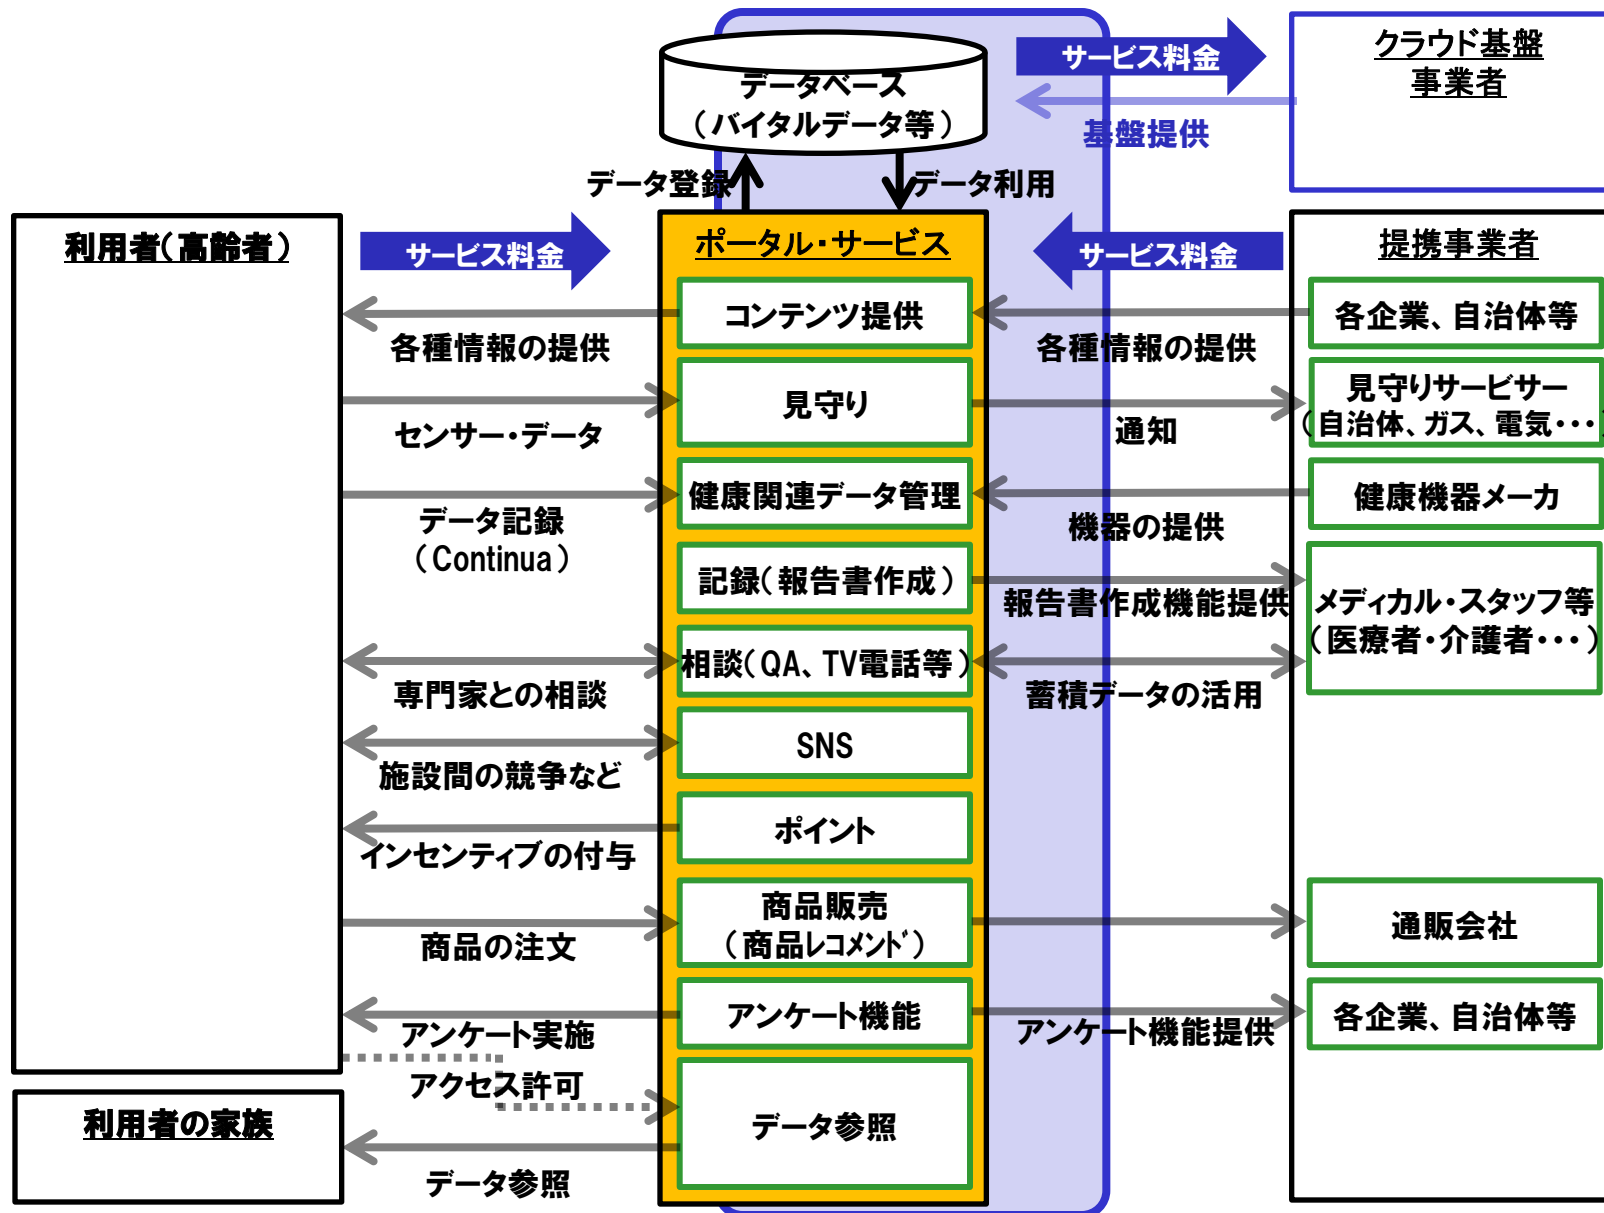 データベース
（バイタルデータ等）
サービス料金
基盤提供
クラウド基盤
事業者
データ登録
データ利用
利用者（高齢者）
サービス料金
ポータル・サービス
サービス料金
提携事業者
各種情報の提供
コンテンツ提供
各種情報の提供
各企業、自治体等
センサー・データ
見守り
通知
見守りサービサー
（自治体、ガス、電気・・・）
データ記録
（Continua）
健康関連データ管理
機器の提供
健康機器メーカ
記録（報告書作成）
報告書作成機能提供
メディカル・スタッフ等
（医療者・介護者・・・）
専門家との相談
相談（QA、TV電話等）
蓄積データの活用
施設間の競争など
SNS
インセンティブの付与
ポイント
商品の注文
商品販売
（商品レコメンド）
通販会社
アンケート実施
アンケート機能
アンケート機能提供
各企業、自治体等
アクセス許可
利用者の家族
データ参照
データ参照